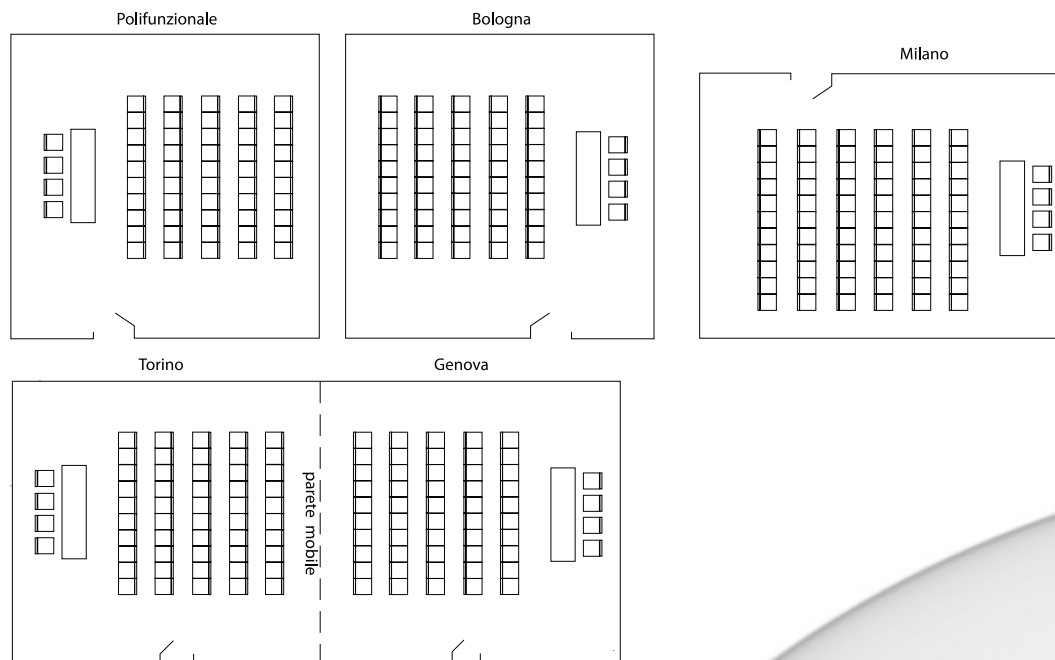 Polifunzionale
Bologna
Milano
Torino
Genova
parete mobile